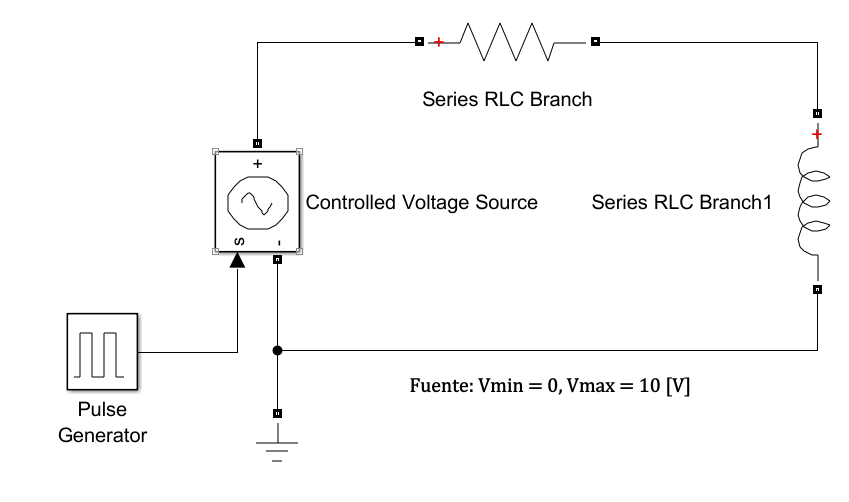 Series RLC Branch
+
S
-
Controlled Voltage Source
Series RLC Branch1
Fuente: Vmin = 0, Vmax = 10 [V]
Pulse
Generator